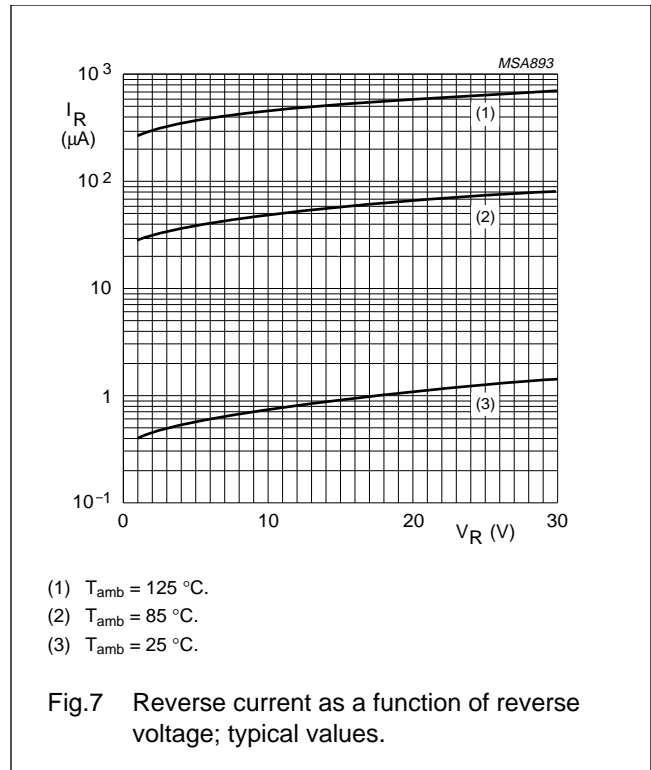 MSA893
10³
I_R
(μA)
(1)
10²
(2)
10
1
(3)
10⁻¹
0 10 20 30
V_R (V)
(1) T_amb = 125 °C.
(2) T_amb = 85 °C.
(3) T_amb = 25 °C.
Fig.7 Reverse current as a function of reverse
voltage; typical values.